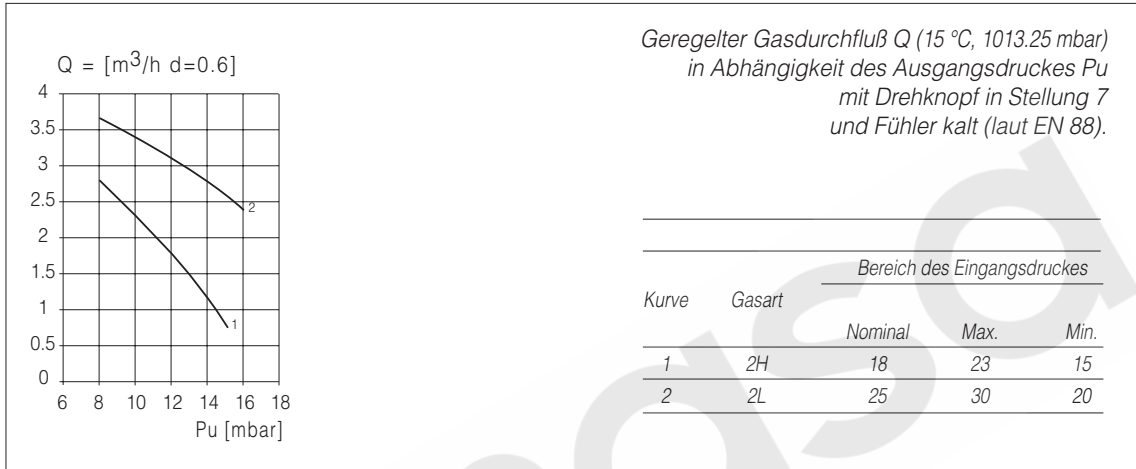 Geregelter Gasdurchfluß Q (15 °C, 1013.25 mbar)
in Abhängigkeit des Ausgangsdruckes Pu
mit Drehknopf in Stellung 7
und Fühler kalt (laut EN 88).
Q = [m3/h d=0.6]
4
3.5
3
2.5
2
1.5
1
0.5
0
6 8 10 12 14 16 18
Pu [mbar]
2
1
Bereich des Eingangsdruckes
Kurve Gasart
Nominal Max. Min.
1 2H 18 23 15
2 2L 25 30 20